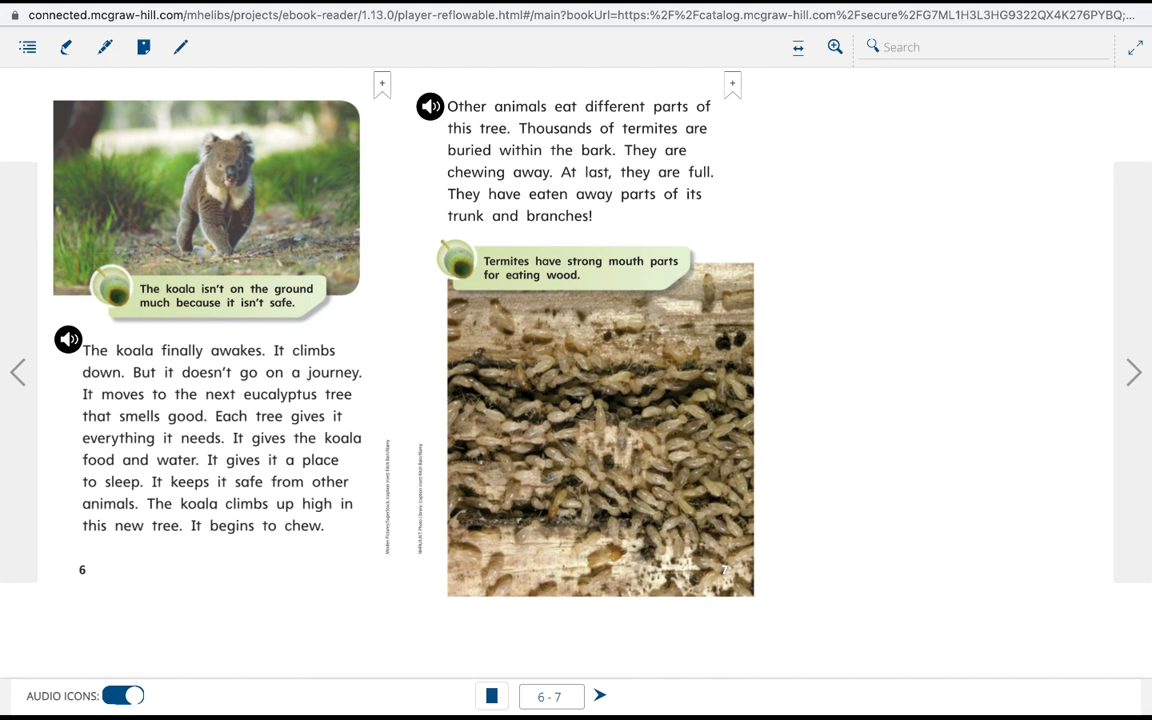 connected.mcgraw-hill.com/mhelibs/projects/ebook-reader/1.13.0/player-reflowable.html#/main?bookUrl=https:%2F%2Fcatalog.mcgraw-hill.com%2Fsecure%2FG7ML1H3L3HG9322QX4K276PYBQ;...
Search
The koala isn't on the ground
much because it isn't safe.
The koala finally awakes. It climbs
down. But it doesn't go on a journey.
It moves to the next eucalyptus tree
that smells good. Each tree gives it
everything it needs. It gives the koala
food and water. It gives it a place
to sleep. It keeps it safe from other
animals. The koala climbs up high in
this new tree. It begins to chew.
6
Other animals eat different parts of
this tree. Thousands of termites are
buried within the bark. They are
chewing away. At last, they are full.
They have eaten away parts of its
trunk and branches!
Termites have strong mouth parts
for eating wood.
7
AUDIO ICONS:
6 - 7